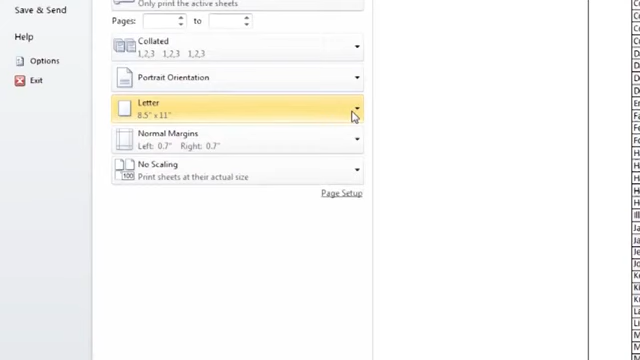 Save & Send
Only print the active sheets
Pages:
to
Collated
1,2,3 1,2,3 1,2,3
Help
Options
Portrait Orientation
Exit
Letter
8.5" x 11"
Normal Margins
Left: 0.7" Right: 0.7"
No Scaling
100
Print sheets at their actual size
Page Setup